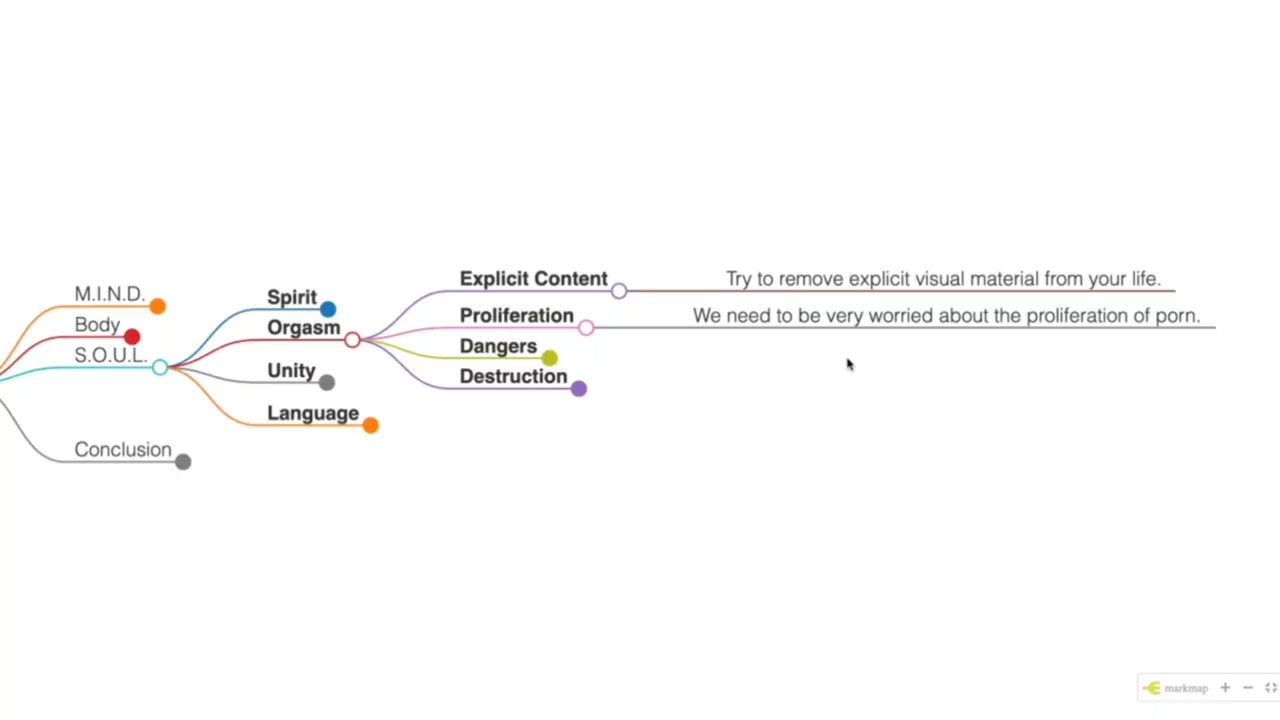 M.I.N.D.
Body
S.O.U.L.
Conclusion
Spirit
Orgasm
Unity
Language
Explicit Content
Proliferation
Dangers
Destruction
Try to remove explicit visual material from your life.
We need to be very worried about the proliferation of porn.
markmap